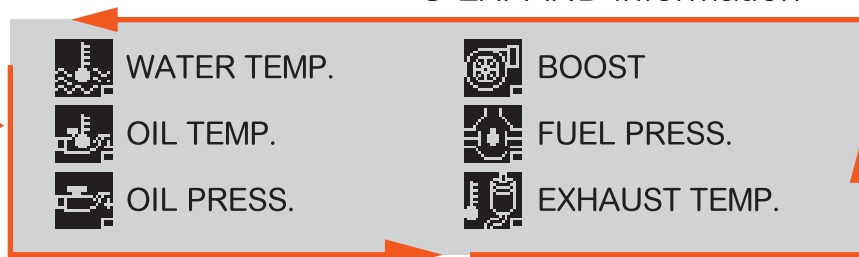 WATER TEMP.
OIL TEMP.
OIL PRESS.
BOOST
FUEL PRESS.
EXHAUST TEMP.